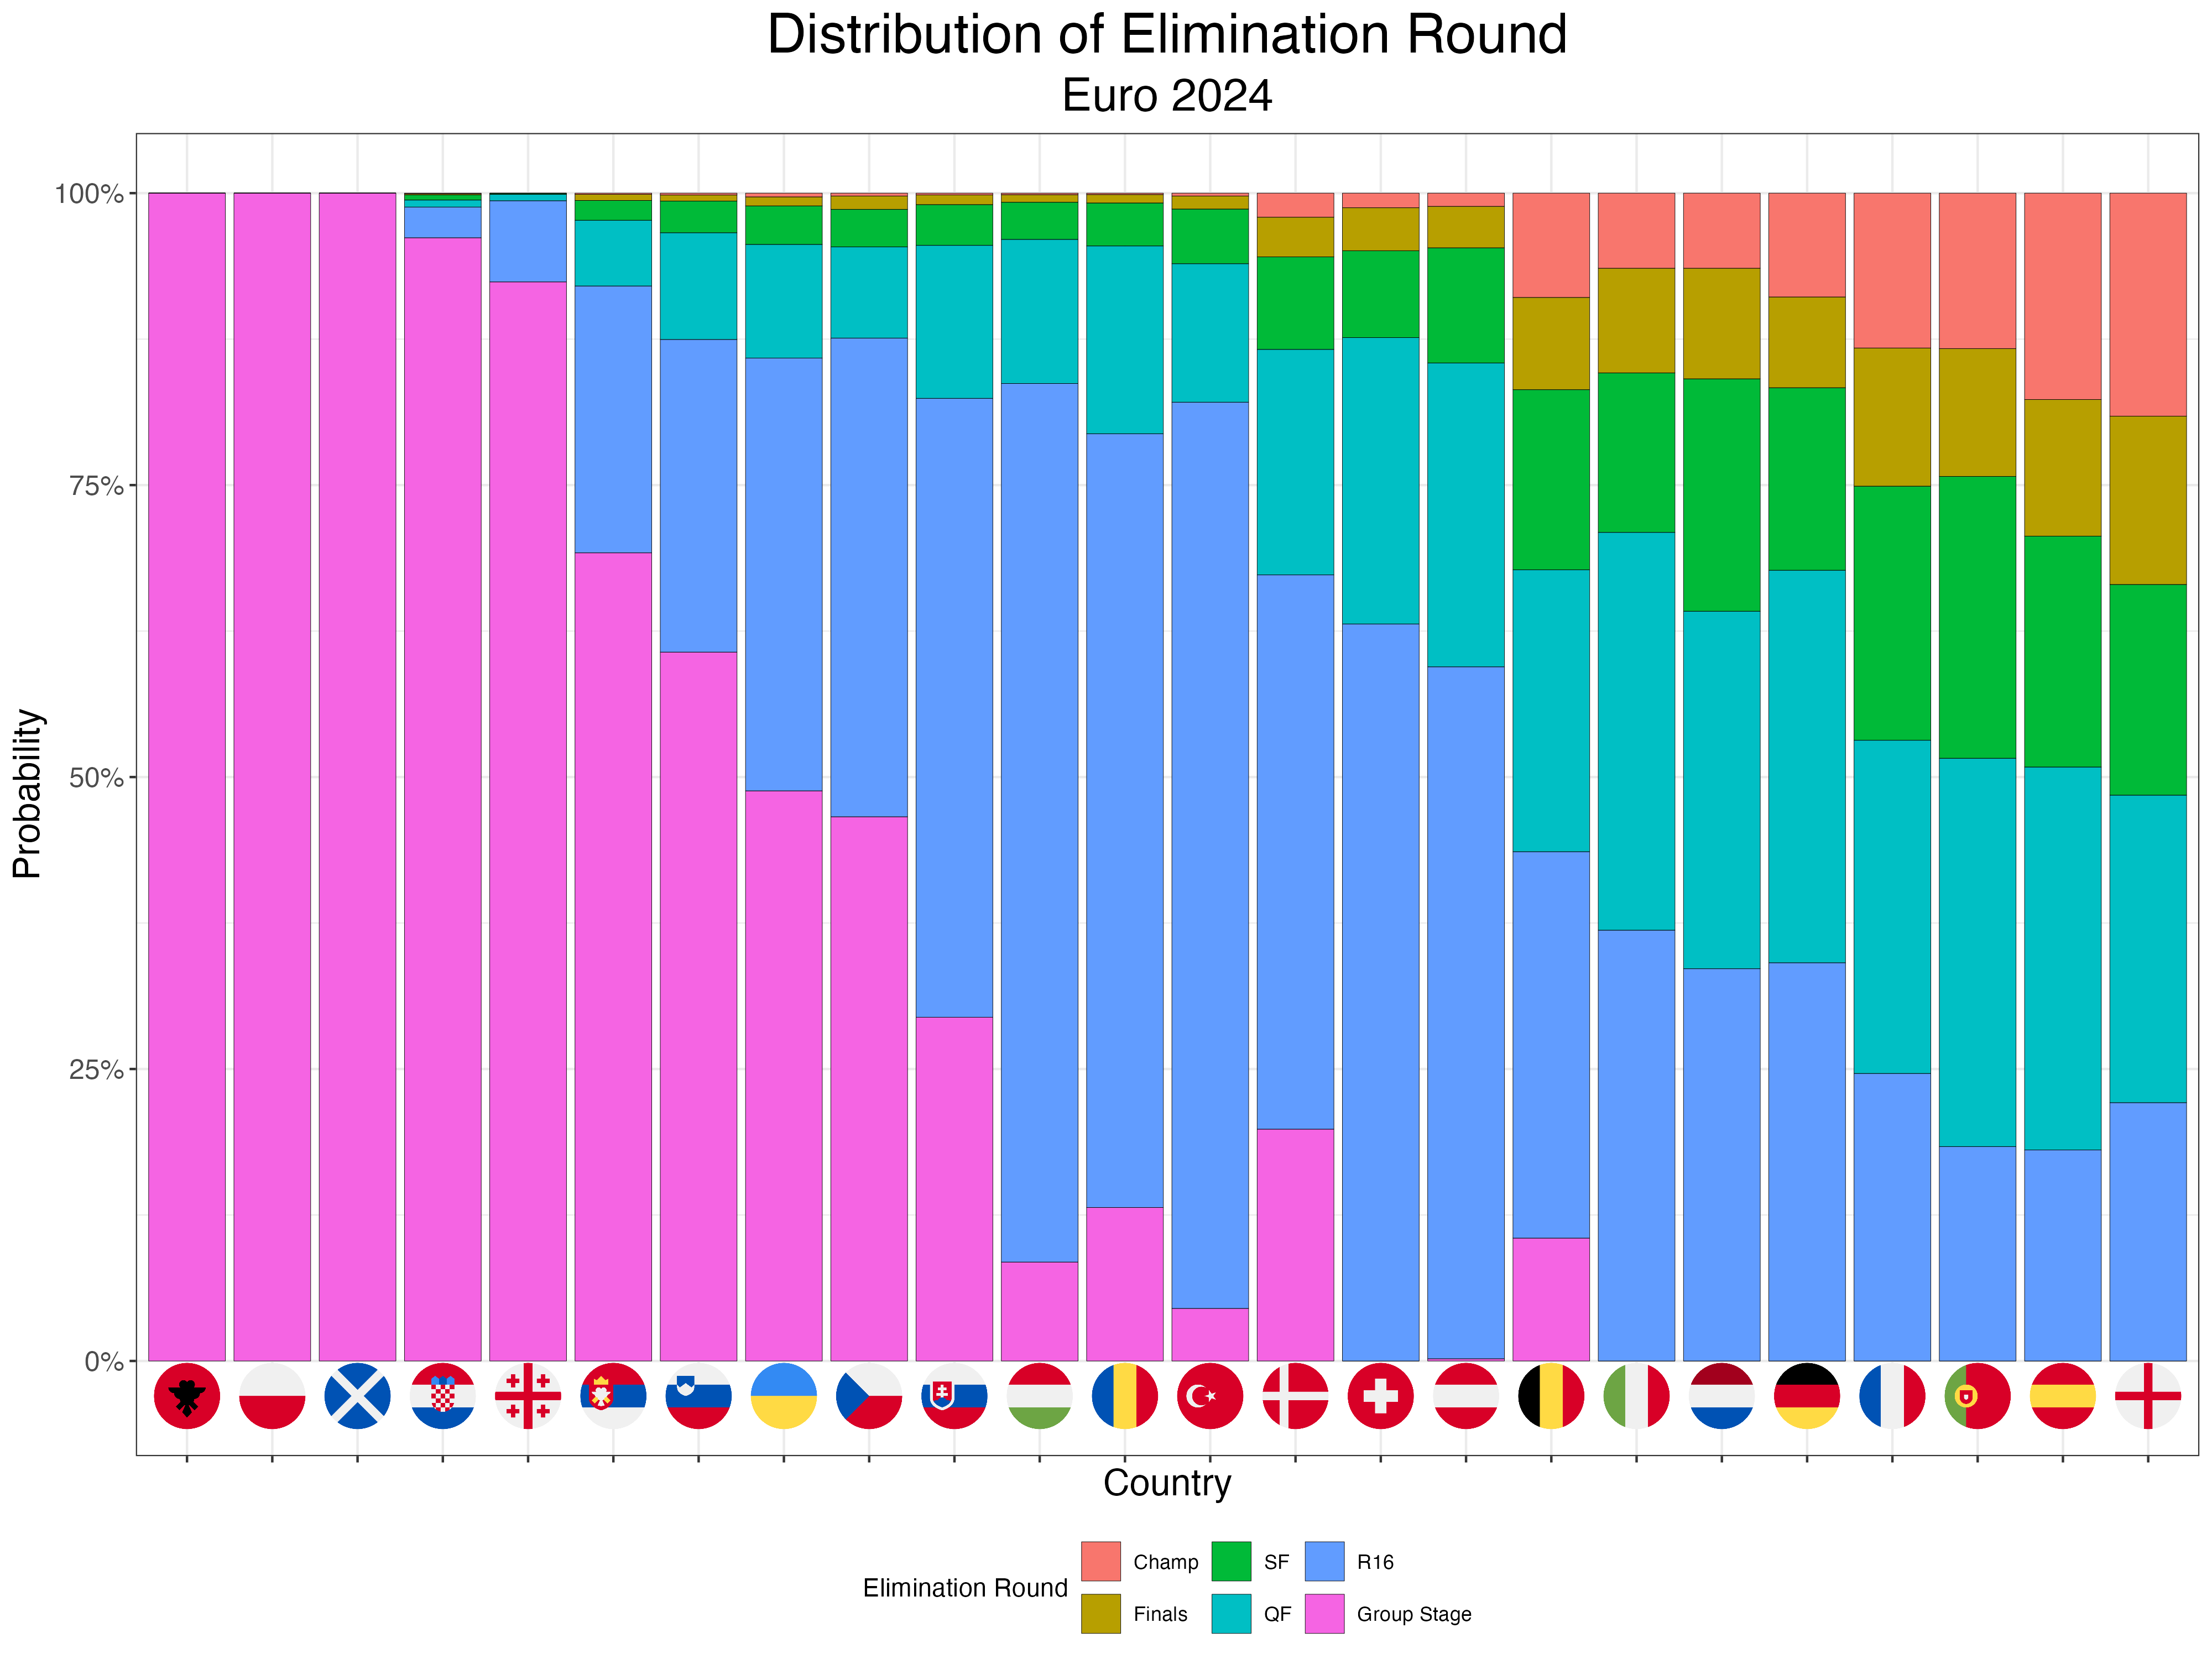 Distribution of Elimination Round
Euro 2024
Probability
100%
75%
50%
25%
0%
Country
Elimination Round
Champ
SF
R16
Finals
QF
Group Stage